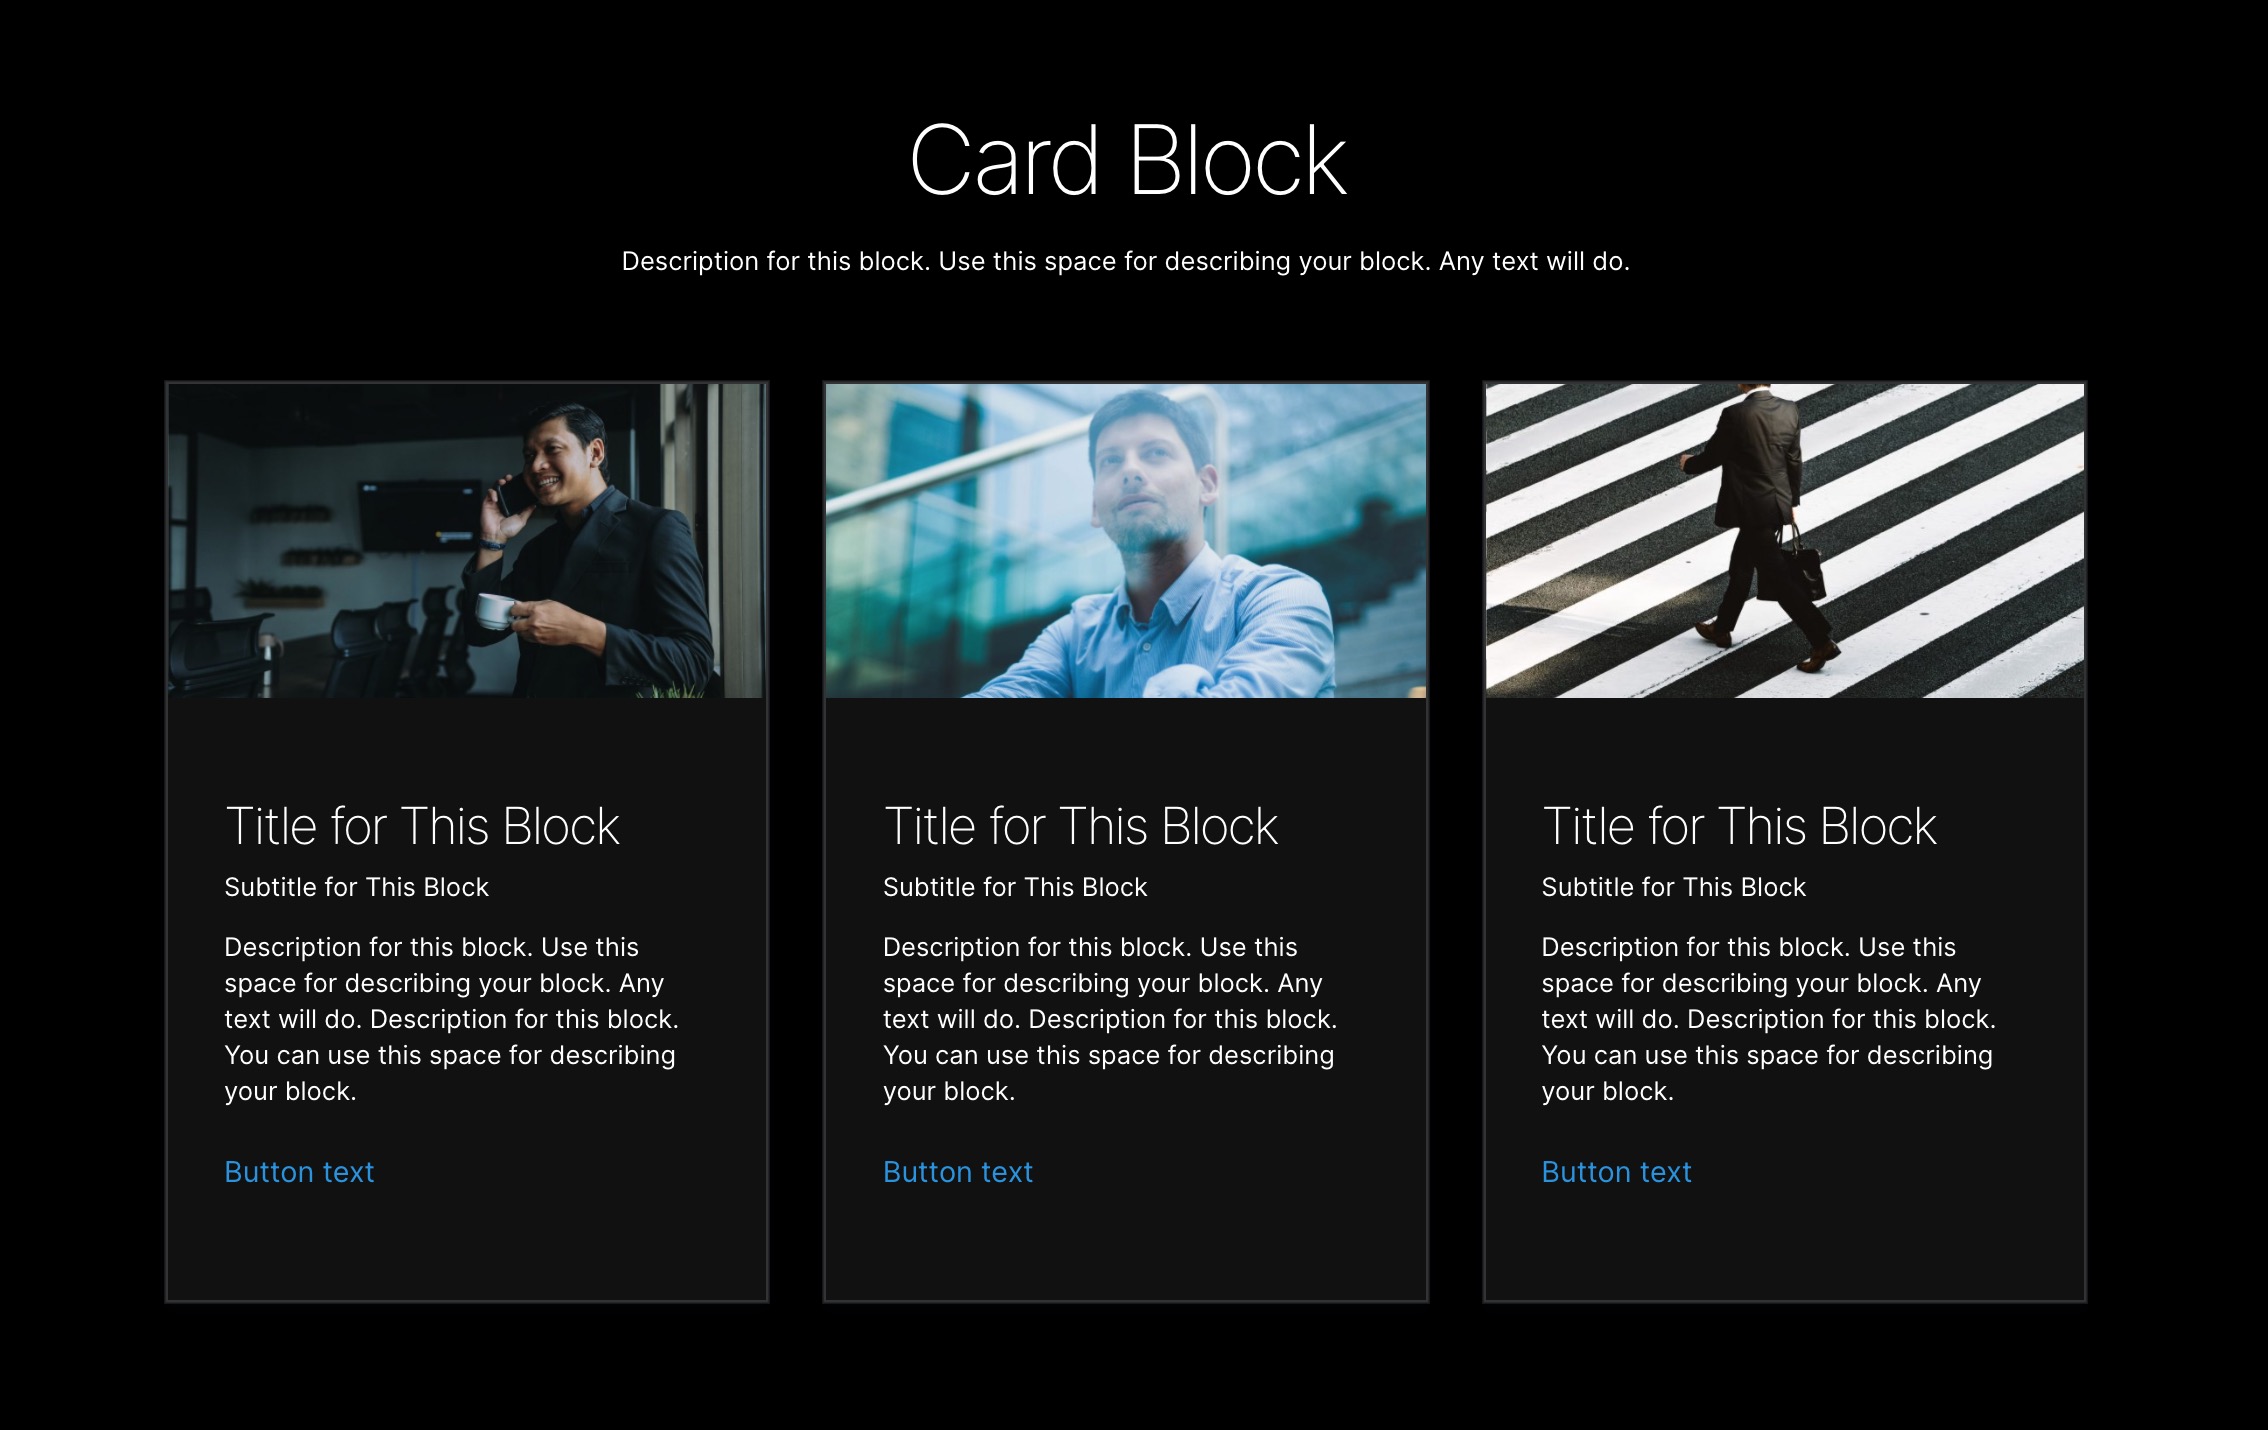 Card Block
Description for this block. Use this space for describing your block. Any text will do.
Title for This Block
Subtitle for This Block
Description for this block. Use this
space for describing your block. Any
text will do. Description for this block.
You can use this space for describing
your block.
Button text
Title for This Block
Subtitle for This Block
Description for this block. Use this
space for describing your block. Any
text will do. Description for this block.
You can use this space for describing
your block.
Button text
Title for This Block
Subtitle for This Block
Description for this block. Use this
space for describing your block. Any
text will do. Description for this block.
You can use this space for describing
your block.
Button text